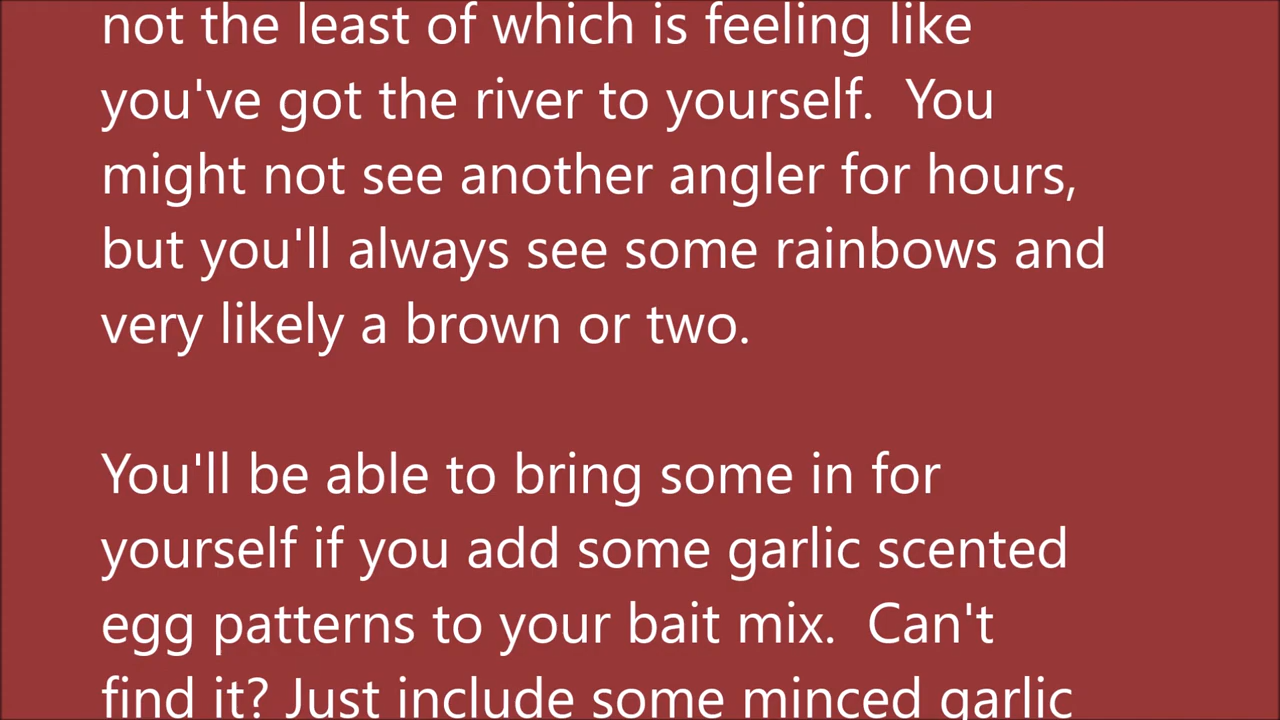 not the least of which is feeling like
you've got the river to yourself.  You
might not see another angler for hours,
but you'll always see some rainbows and
very likely a brown or two.
You'll be able to bring some in for
yourself if you add some garlic scented
egg patterns to your bait mix.  Can't
find it? Just include some minced garlic